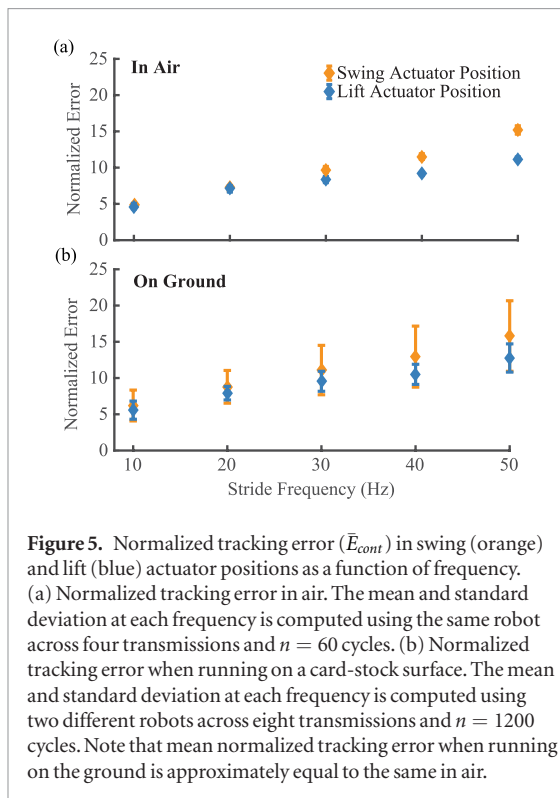 (a)
In Air
Swing Actuator Position
Lift Actuator Position
Normalized Error
25
20
15
10
5
0
(b)
On Ground
Normalized Error
25
20
15
10
5
0
10 20 30 40 50
Stride Frequency (Hz)
Figure 5. Normalized tracking error (Ē_cont) in swing (orange)
and lift (blue) actuator positions as a function of frequency.
(a) Normalized tracking error in air. The mean and standard
deviation at each frequency is computed using the same robot
across four transmissions and n = 60 cycles. (b) Normalized
tracking error when running on a card-stock surface. The mean
and standard deviation at each frequency is computed using
two different robots across eight transmissions and n = 1200
cycles. Note that mean normalized tracking error when running
on the ground is approximately equal to the same in air.